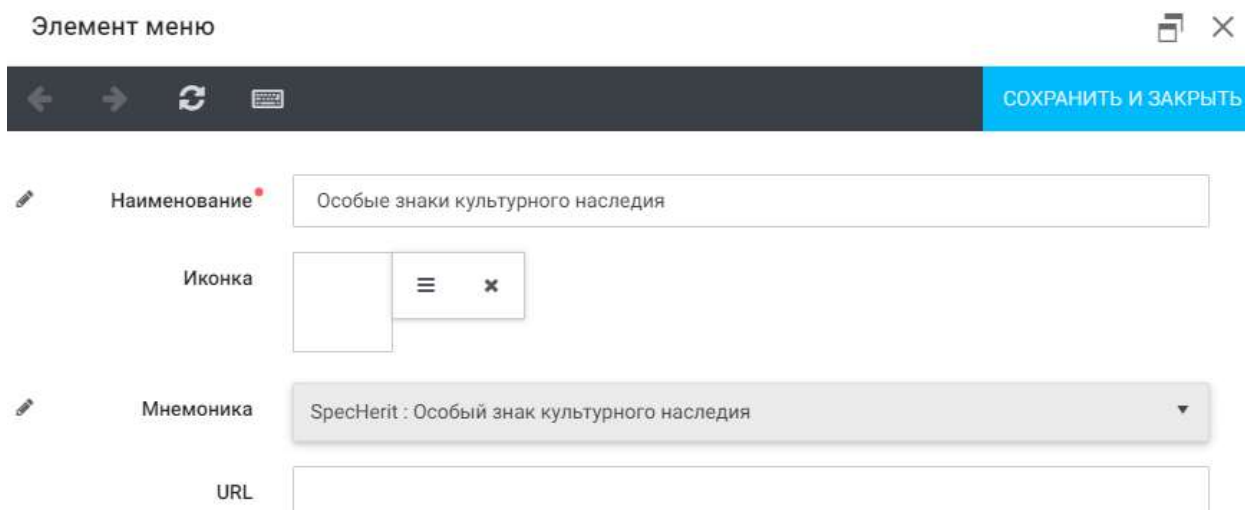 Элемент меню
СОХРАНИТЬ И ЗАКРЫТЬ
Наименование
Особые знаки культурного наследия
Иконка
Мнемоника
SpecHerit : Особый знак культурного наследия
URL